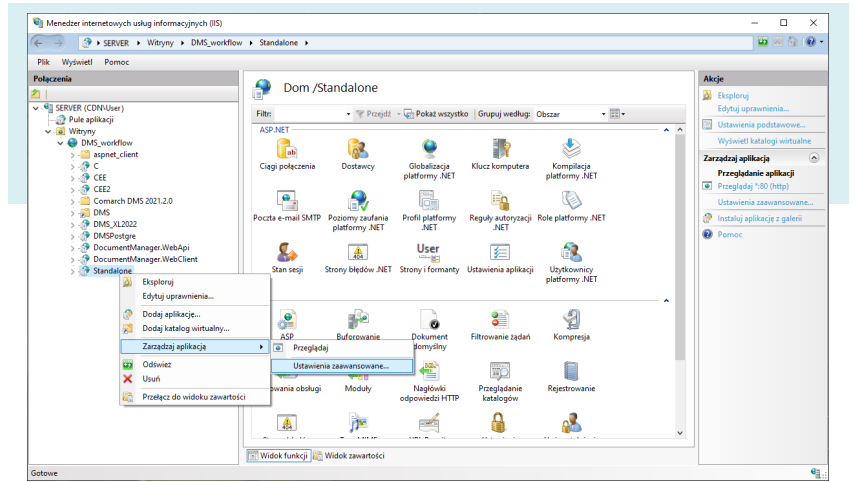 Menedżer internetowych usług informacyjnych (IIS)
SERVER Witryny DMS_workflow Standalone
Plik Wyświetl Pomoc
Połączenia
SERVER (CDN\User)
Pule aplikacji
Witryny
DMS_workflow
aspnet_client
C
CEE
CEE2
Comarch DMS 2021.2.0
DMS
DMS_XL2022
DMSPostgre
DocumentManager.WebApi
DocumentManager.WebClient
Standalone
Eksploruj
Edytuj uprawnienia...
Dodaj aplikację...
Dodaj katalog wirtualny...
Zarządzaj aplikacją
Odśwież
Usuń
Przełącz do widoku zawartości
Przeglądaj
Ustawienia zaawansowane...
Dom /Standalone
Filtr: Przejdź Pokaż wszystko Grupuj według: Obszar
ASP.NET
Ciągi połączenia
Dostawcy
Globalizacja platformy .NET
Klucz komputera
Kompilacja platformy .NET
Poczta e-mail SMTP
Poziomy zaufania platformy .NET
Profil platformy .NET
Reguły autoryzacji .NET
Role platformy .NET
Stan sesji
Strony błędów .NET
Strony i formanty
Ustawienia aplikacji
Użytkownicy platformy .NET
ASP
Buforowanie
Dokument domyślny
Filtrowanie żądań
Kompresja
owania obsługi
Moduły
Nagłówki odpowiedzi HTTP
Przeglądanie katalogów
Rejestrowanie
Widok funkcji Widok zawartości
Akcje
Eksploruj
Edytuj uprawnienia...
Ustawienia podstawowe...
Wyświetl katalogi wirtualne
Zarządzaj aplikacją
Przeglądanie aplikacji
Przeglądaj *:80 (http)
Ustawienia zaawansowane...
Instaluj aplikację z galerii
Pomoc
Gotowe